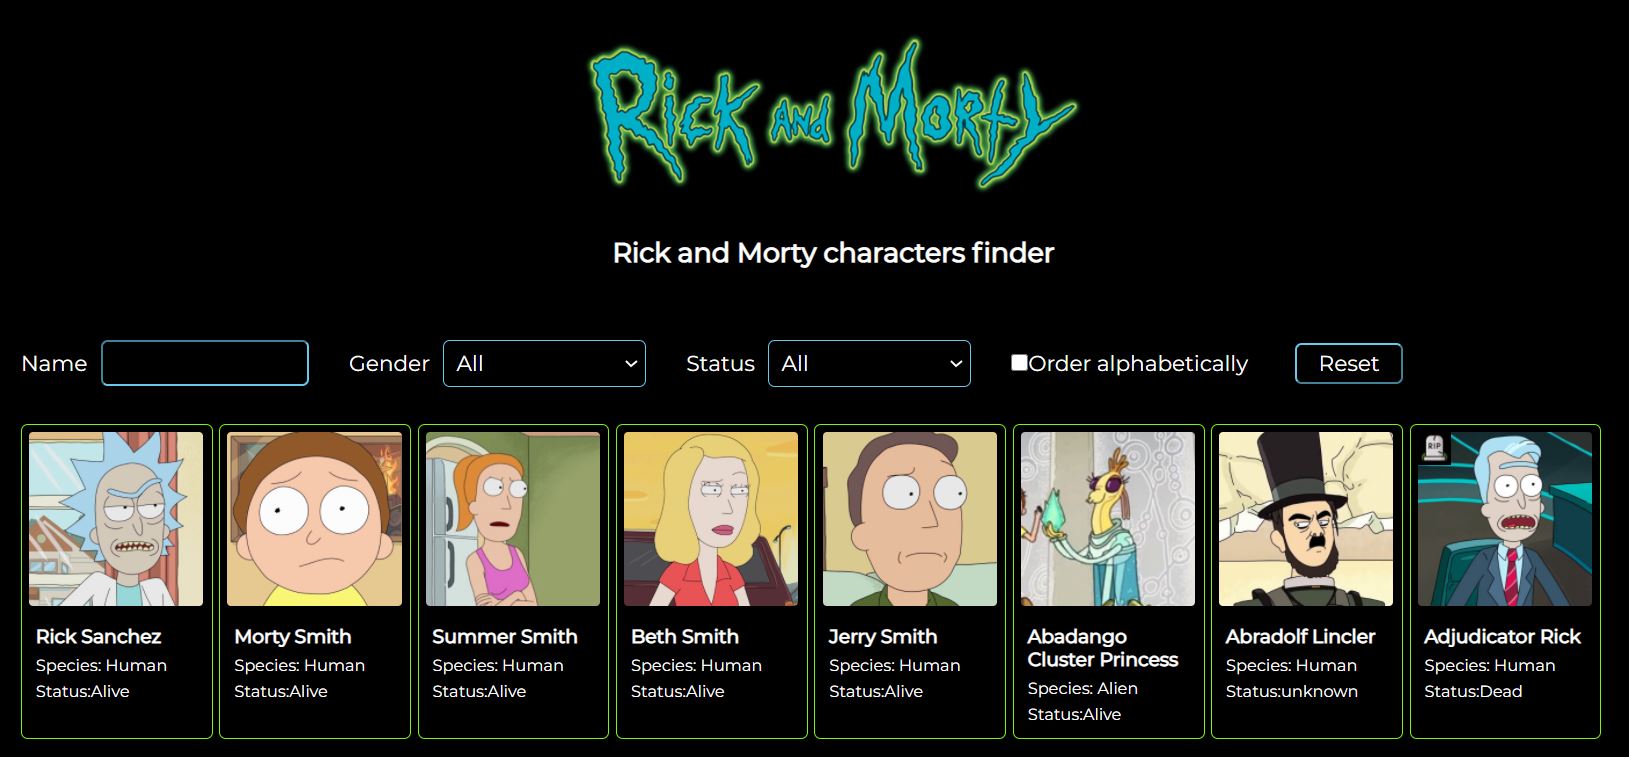 Rick and Morty
Rick and Morty characters finder
Name Gender All Status All Order alphabetically Reset
RIP
Rick Sanchez
Species: Human
Status:Alive
Morty Smith
Species: Human
Status:Alive
Summer Smith
Species: Human
Status:Alive
Beth Smith
Species: Human
Status:Alive
Jerry Smith
Species: Human
Status:Alive
Abadango
Cluster Princess
Species: Alien
Status:Alive
Abradolf Lincler
Species: Human
Status:unknown
Adjudicator Rick
Species: Human
Status:Dead